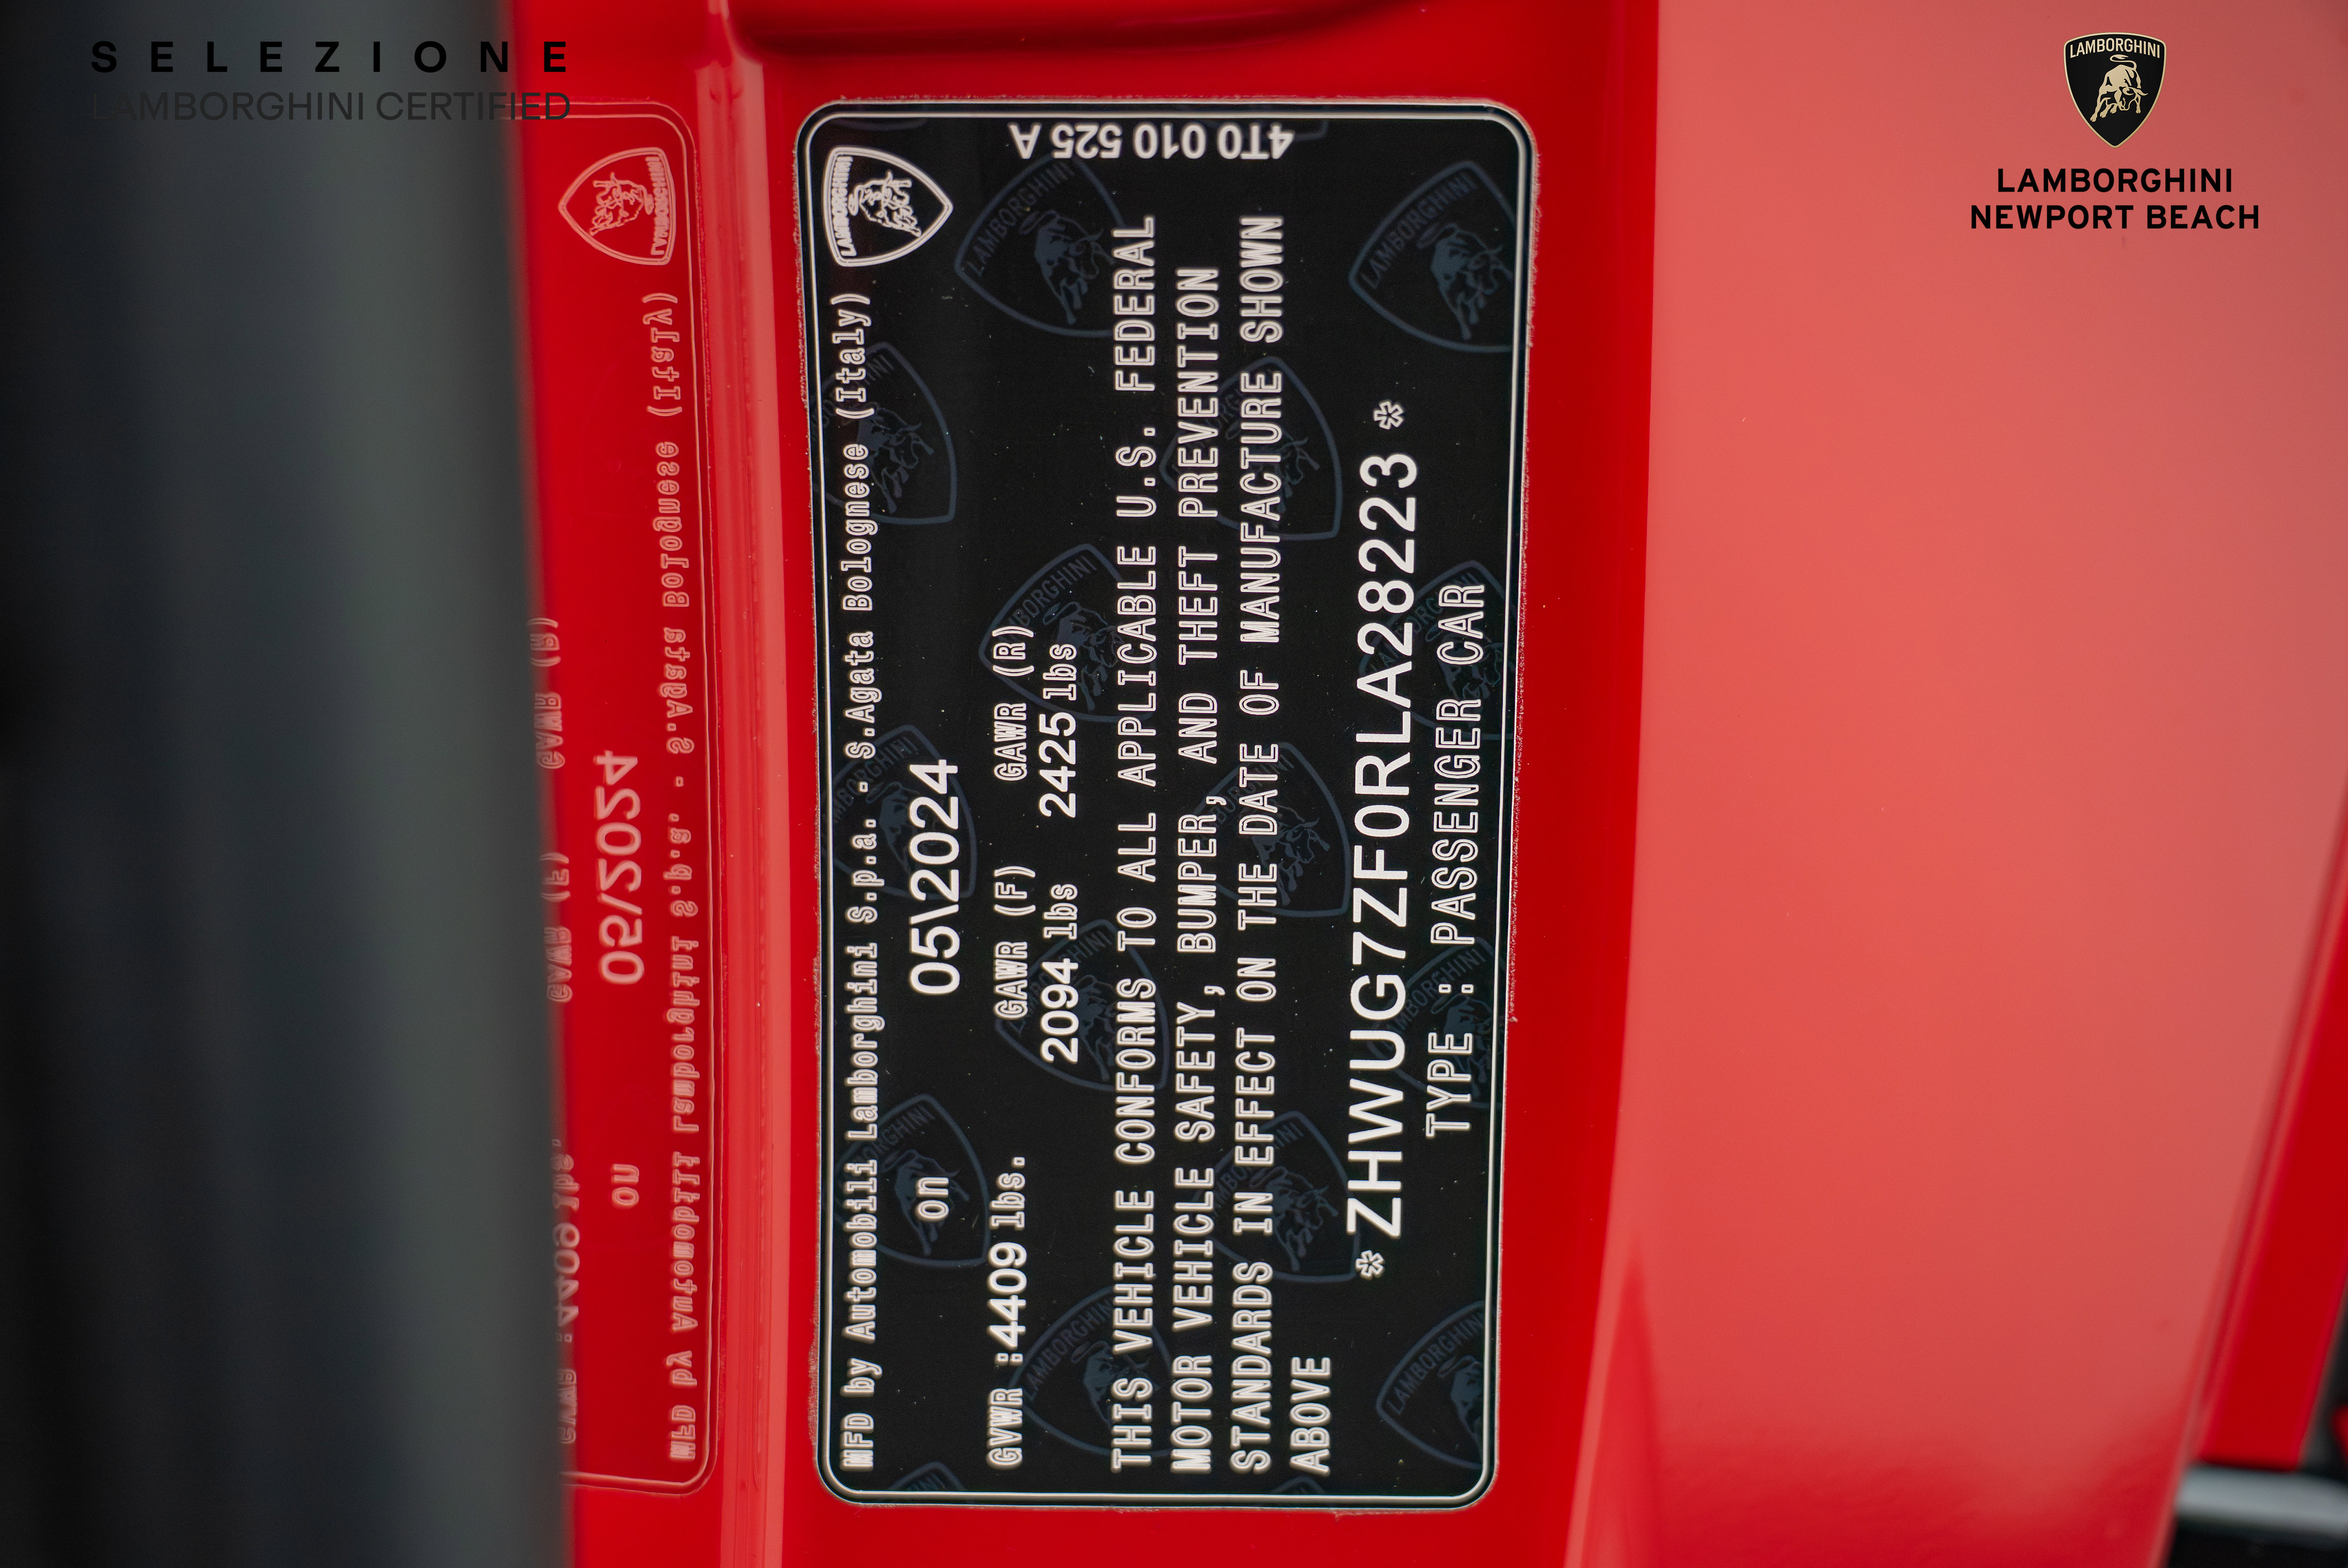 SELEZIONE
LAMBORGHINI CERTIFIED
LAMBORGHINI
LAMBORGHINI
NEWPORT BEACH
4T0 010 525 A
LAMBORGHINI
MFD by Automobili Lamborghini S.p.a. - S.Agata Bolognese (Italy)
on 05\2024
GVWR :4409 lbs. GAWR (F) GAWR (R)
2094 lbs 2425 lbs
THIS VEHICLE CONFORMS TO ALL APPLICABLE U.S. FEDERAL
MOTOR VEHICLE SAFETY, BUMPER, AND THEFT PREVENTION
STANDARDS IN EFFECT ON THE DATE OF MANUFACTURE SHOWN
ABOVE
* ZHWUG7ZF0RLA28223 *
TYPE : PASSENGER CAR